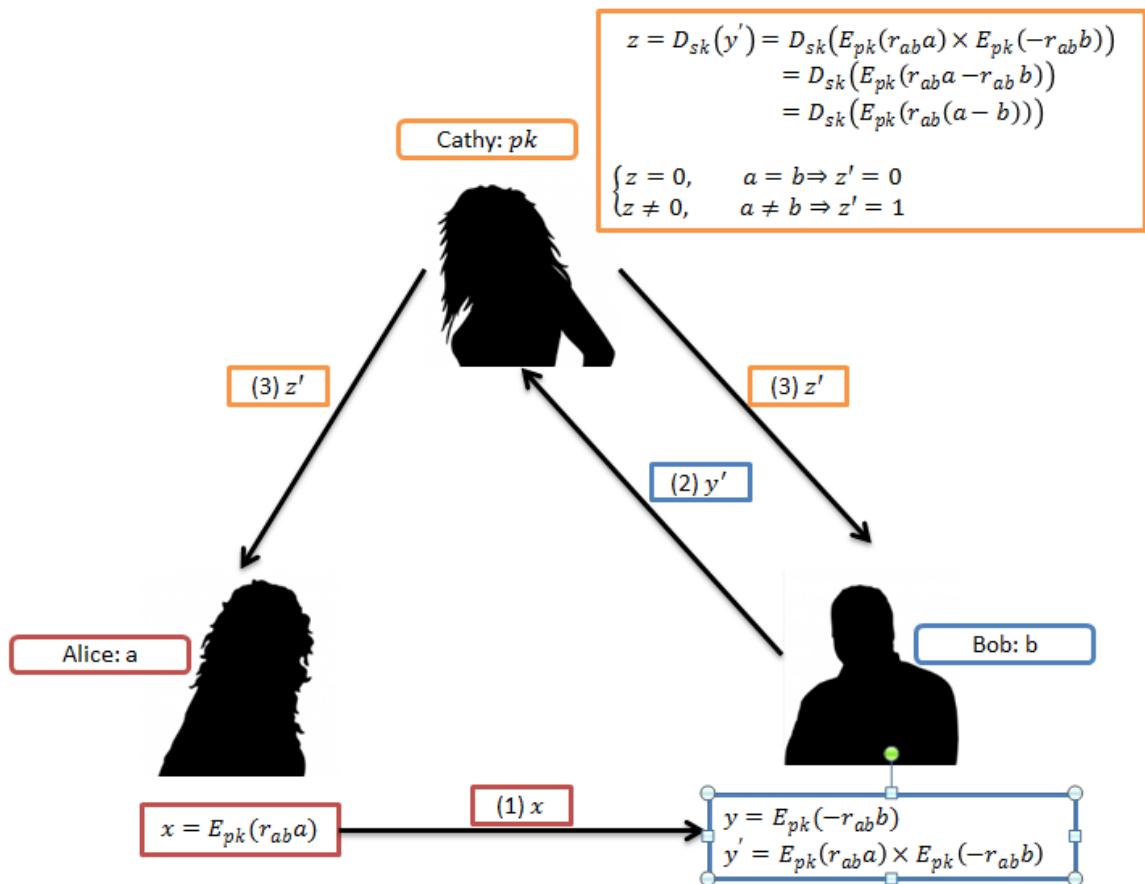 z = D_sk(y') = D_sk(E_pk(r_ab a) × E_pk(−r_ab b))
= D_sk(E_pk(r_ab a − r_ab b))
= D_sk(E_pk(r_ab(a − b)))
{z = 0, a = b ⇒ z' = 0
z ≠ 0, a ≠ b ⇒ z' = 1
Cathy: pk
(3) z'
(3) z'
(2) y'
Alice: a
Bob: b
x = E_pk(r_ab a)
(1) x
y = E_pk(−r_ab b)
y' = E_pk(r_ab a) × E_pk(−r_ab b)